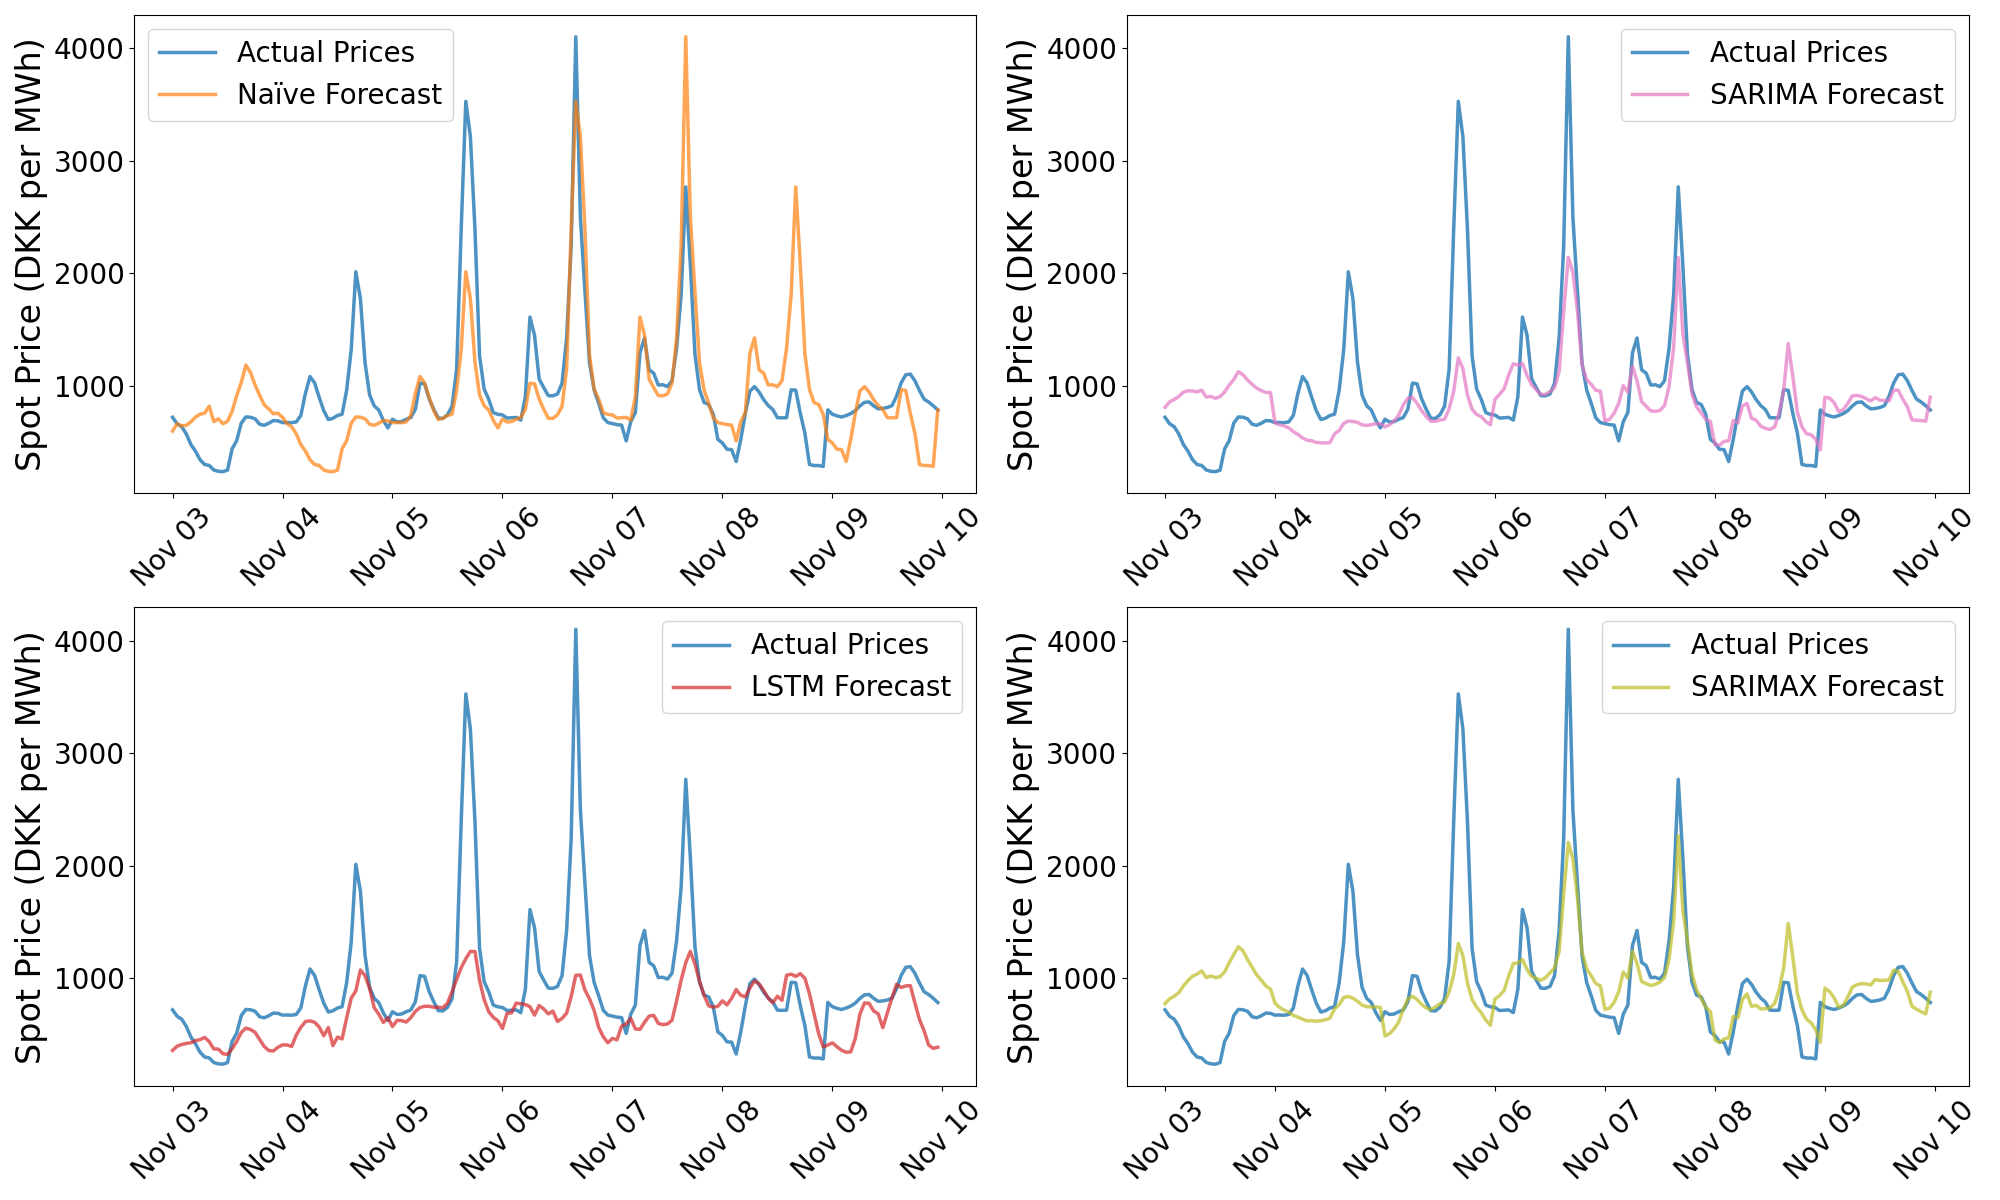 Spot Price (DKK per MWh)
4000
3000
2000
1000
Actual Prices
Naïve Forecast
Nov 03
Nov 04
Nov 05
Nov 06
Nov 07
Nov 08
Nov 09
Nov 10
Spot Price (DKK per MWh)
4000
3000
2000
1000
Actual Prices
SARIMA Forecast
Nov 03
Nov 04
Nov 05
Nov 06
Nov 07
Nov 08
Nov 09
Nov 10
Spot Price (DKK per MWh)
4000
3000
2000
1000
Actual Prices
LSTM Forecast
Nov 03
Nov 04
Nov 05
Nov 06
Nov 07
Nov 08
Nov 09
Nov 10
Spot Price (DKK per MWh)
4000
3000
2000
1000
Actual Prices
SARIMAX Forecast
Nov 03
Nov 04
Nov 05
Nov 06
Nov 07
Nov 08
Nov 09
Nov 10